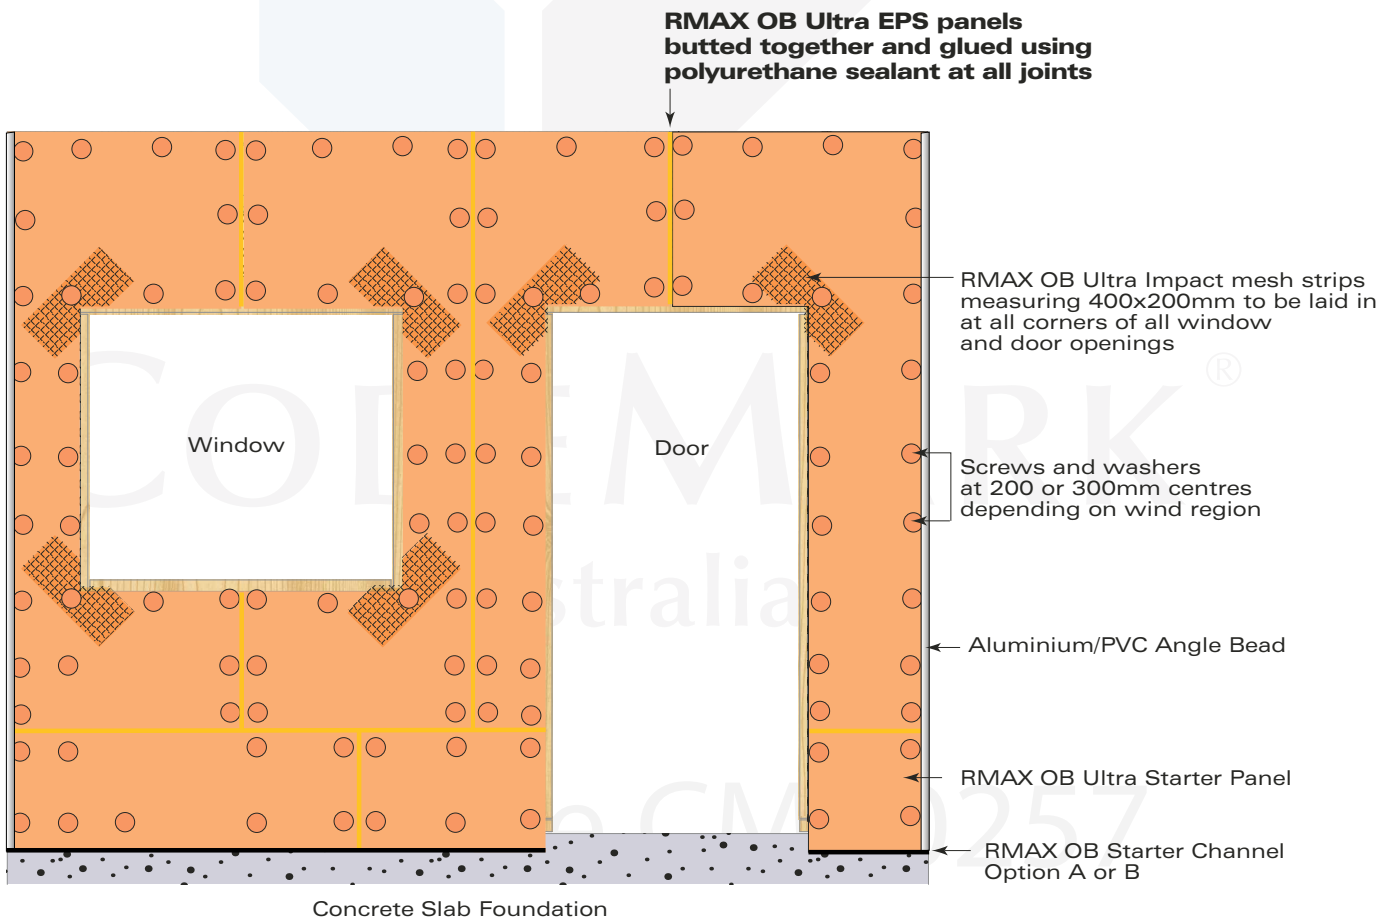 RMAX OB Ultra EPS panels
butted together and glued using
polyurethane sealant at all joints
RMAX OB Ultra Impact mesh strips
measuring 400x200mm to be laid in
at all corners of all window
and door openings
CODEMARK®
Window
Door
Screws and washers
at 200 or 300mm centres
depending on wind region
stralia
Aluminium/PVC Angle Bead
RMAX OB Ultra Starter Panel
RMAX OB Starter Channel
Option A or B
Concrete Slab Foundation